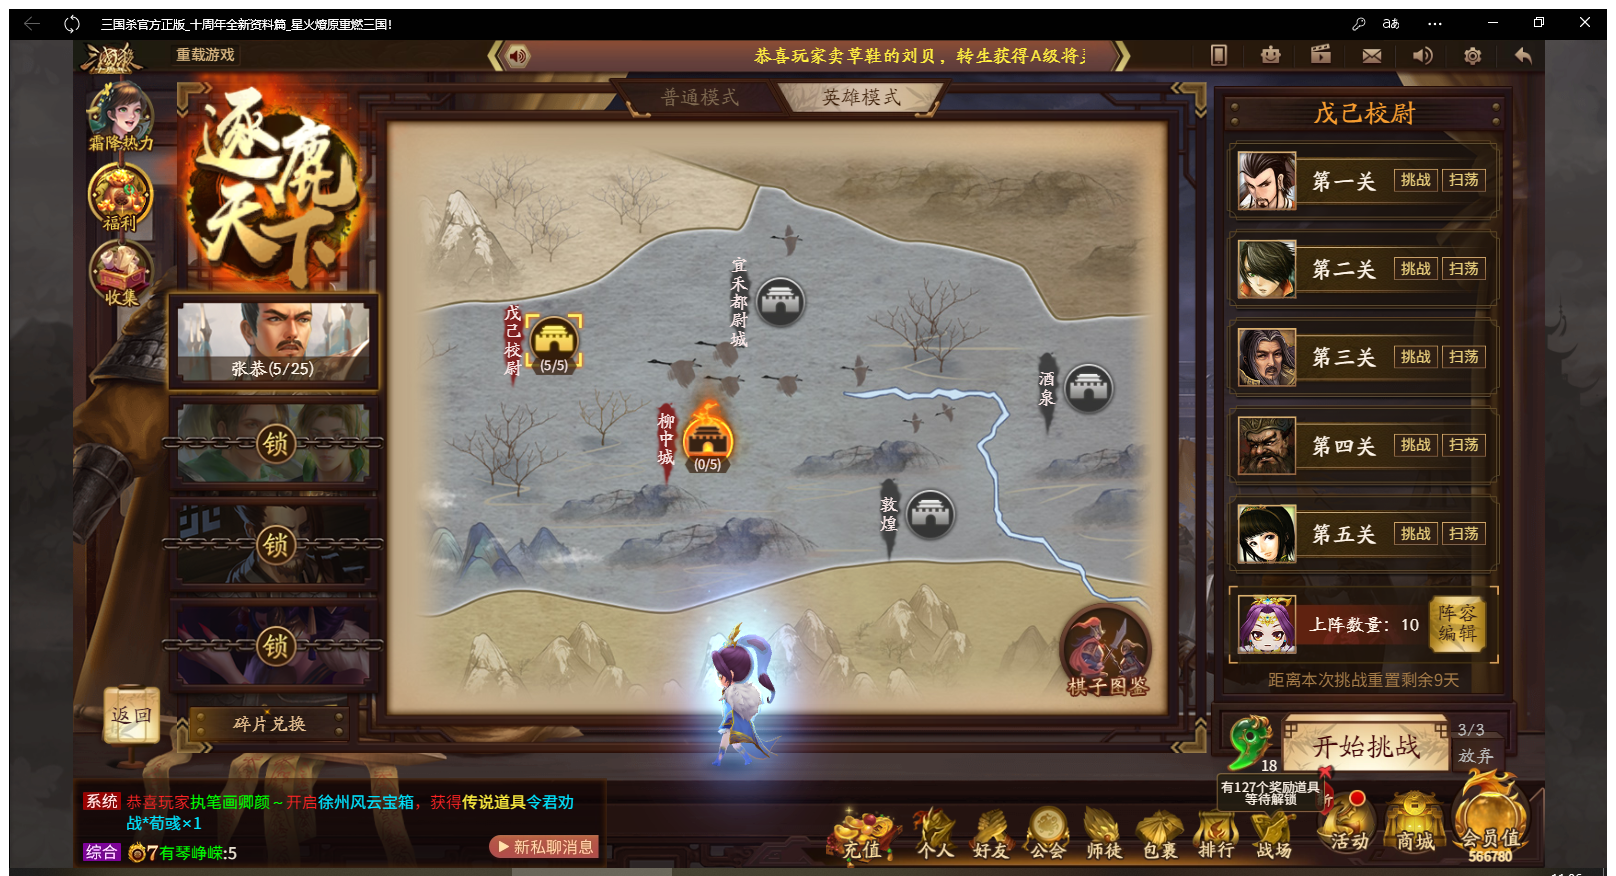 三国杀官方正版_十周年全新资料篇_星火燎原重燃三国！
aあ
三国杀
重载游戏
恭喜玩家卖草鞋的刘贝，转生获得A级将
霜降热力
福利
收集
逐鹿天下
普通模式
英雄模式
戊己校尉
第一关 挑战 扫荡
第二关 挑战 扫荡
第三关 挑战 扫荡
第四关 挑战 扫荡
第五关 挑战 扫荡
上阵数量：10
阵容
编辑
距离本次挑战重置剩余9天
张恭(5/25)
锁
锁
锁
戊己校尉
(5/5)
宜禾都尉城
柳中城
(0/5)
酒泉
敦煌
棋子图鉴
返回
碎片兑换
18
开始挑战
3/3
放弃
有127个奖励道具
等待解锁
系统 恭喜玩家执笔画卿颜～开启徐州风云宝箱，获得传说道具令君劝
战*荀彧×1
综合 7有琴峥嵘:5
新私聊消息
充值
个人
好友
公会
师徒
包裹
排行
战场
活动
商城
会员值
566780